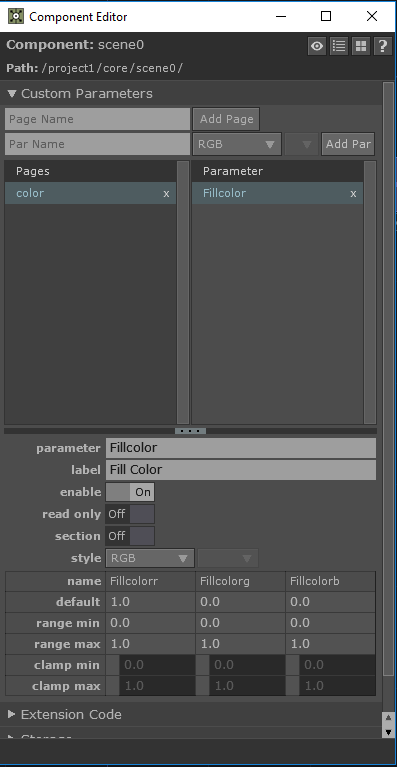 Component Editor
Component: scene0
?
Path: /project1/core/scene0/
Custom Parameters
Page Name Add Page
Par Name RGB Add Par
Pages Parameter
color x Fillcolor x
parameter Fillcolor
label Fill Color
enable On
read only Off
section Off
style RGB
name Fillcolorr Fillcolorg Fillcolorb
default 1.0 0.0 0.0
range min 0.0 0.0 0.0
range max 1.0 1.0 1.0
clamp min 0.0 0.0 0.0
clamp max 1.0 1.0 1.0
Extension Code
Storage